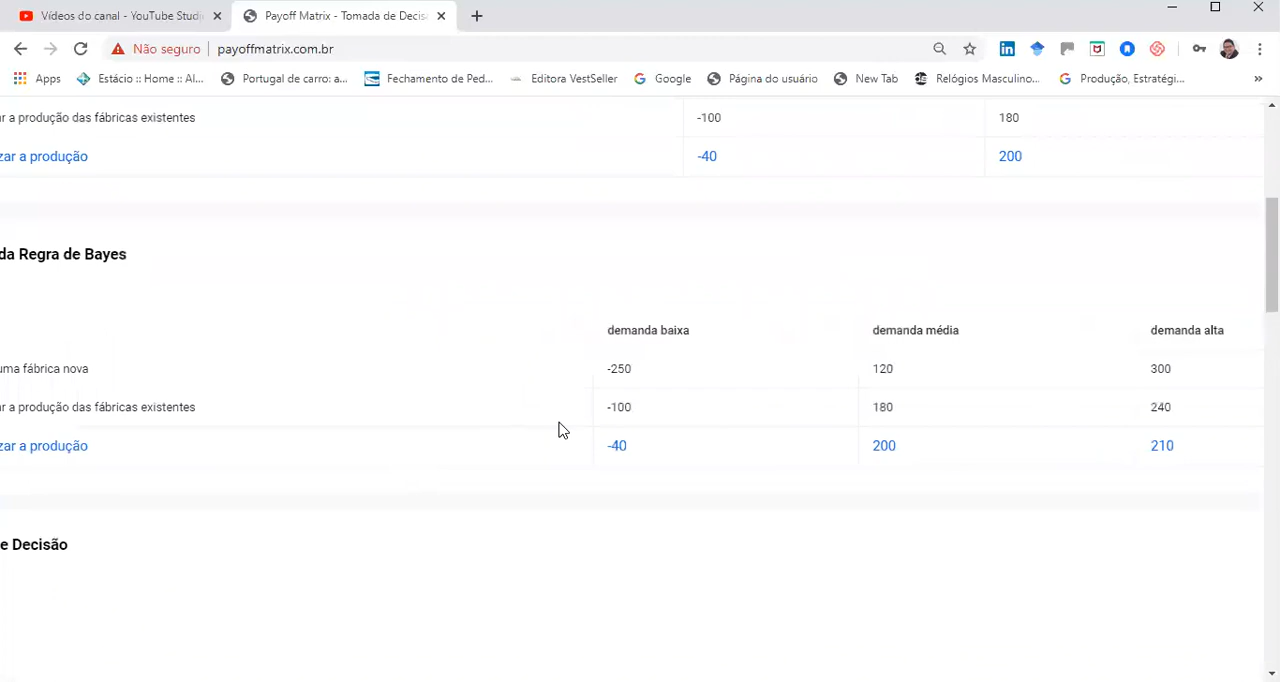 Vídeos do canal - YouTube Studi
Payoff Matrix - Tomada de Decis
Não seguro | payoffmatrix.com.br
Apps Estácio :: Home :: Al... Portugal de carro: a... Fechamento de Ped... Editora VestSeller Google Página do usuário New Tab Relógios Masculino... Produção, Estratégi... »
ar a produção das fábricas existentes -100 180
zar a produção -40 200
da Regra de Bayes
demanda baixa demanda média demanda alta
uma fábrica nova -250 120 300
ar a produção das fábricas existentes -100 180 240
zar a produção -40 200 210
e Decisão